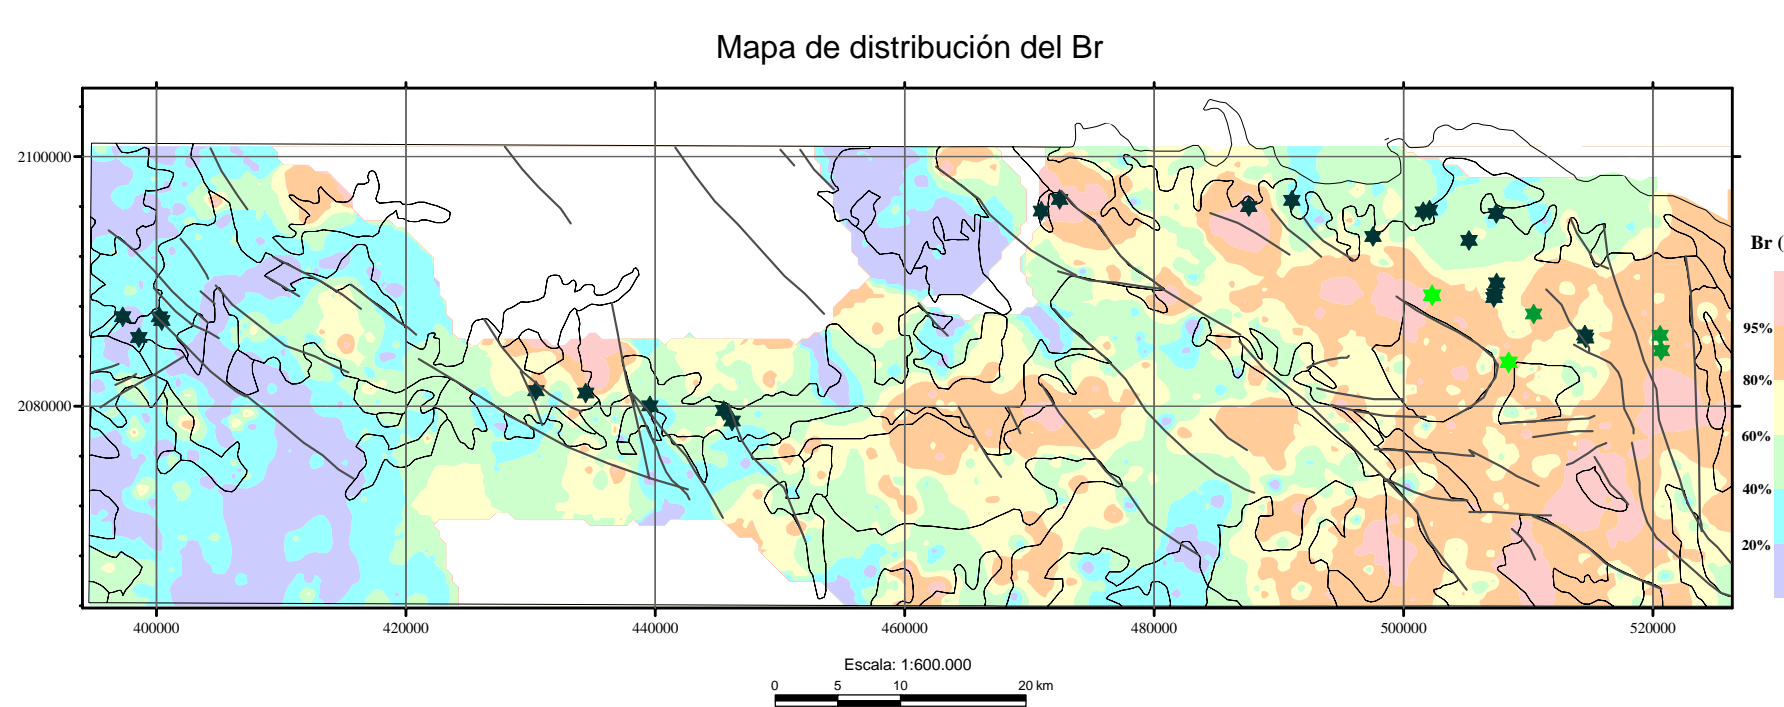 Mapa de distribución del Br
2100000
2080000
Br (
95%
80%
60%
40%
20%
400000 420000 440000 460000 480000 500000 520000
Escala: 1:600.000
0 5 10 20 km